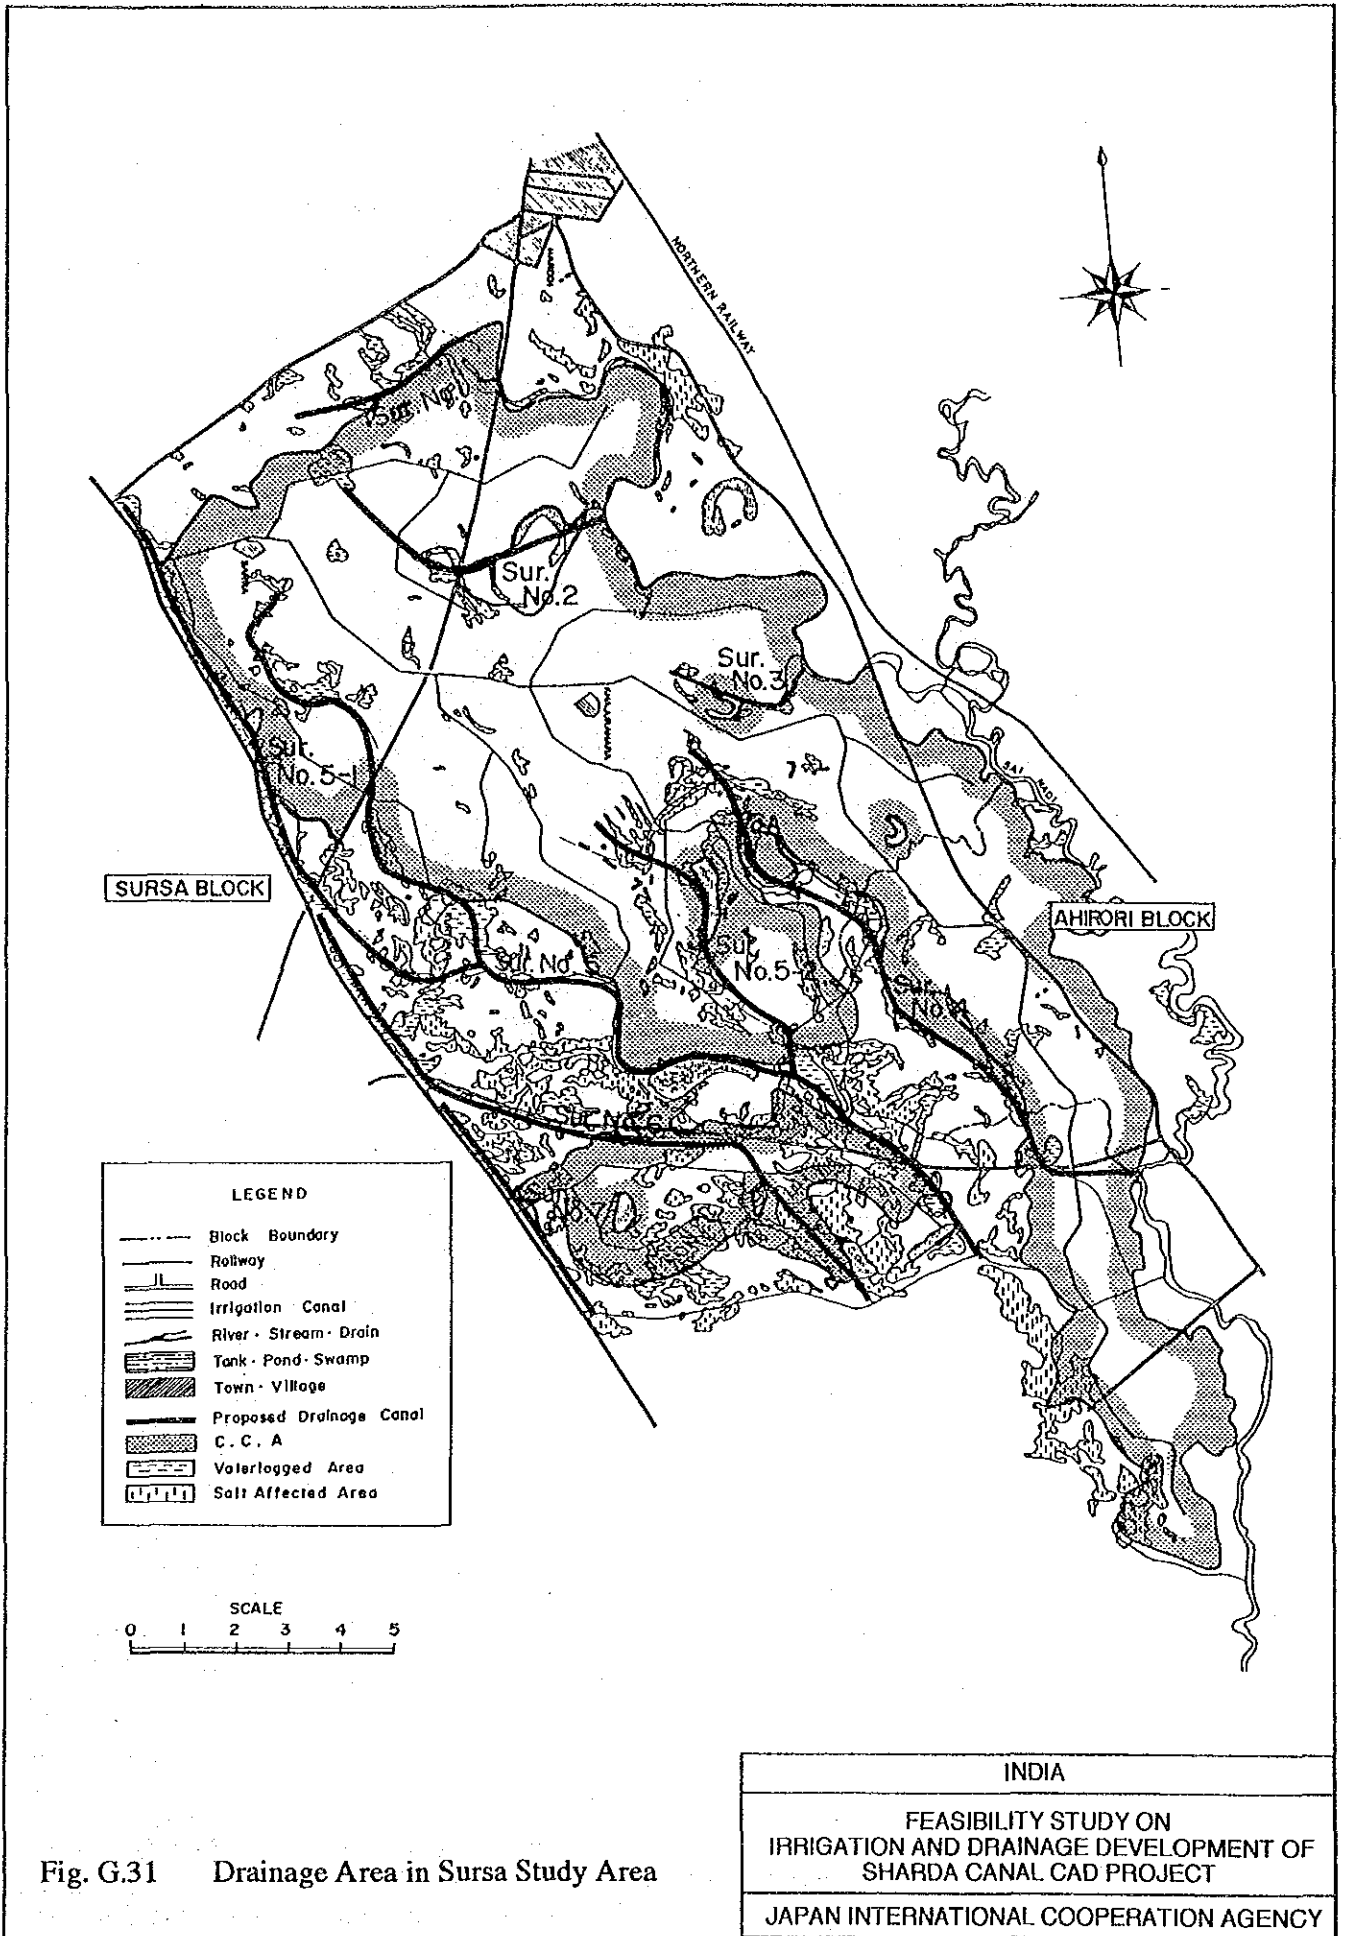 NORTHERN RAILWAY
Sur. No.
Sur.
No.2
Sur.
No.3
Sur.
No.5-1
SAI NADI
SURSA BLOCK
AHIRORI BLOCK
Sur.
No.5-2
Sur.
No.4
Sur. No.
LEGEND
Block Boundary
Railway
Road
Irrigation Canal
River · Stream · Drain
Tank · Pond · Swamp
Town · Village
Proposed Drainage Canal
C. C. A
Waterlogged Area
Salt Affected Area
SCALE
0 1 2 3 4 5
Fig. G.31 Drainage Area in Sursa Study Area
INDIA
FEASIBILITY STUDY ON
IRRIGATION AND DRAINAGE DEVELOPMENT OF
SHARDA CANAL CAD PROJECT
JAPAN INTERNATIONAL COOPERATION AGENCY